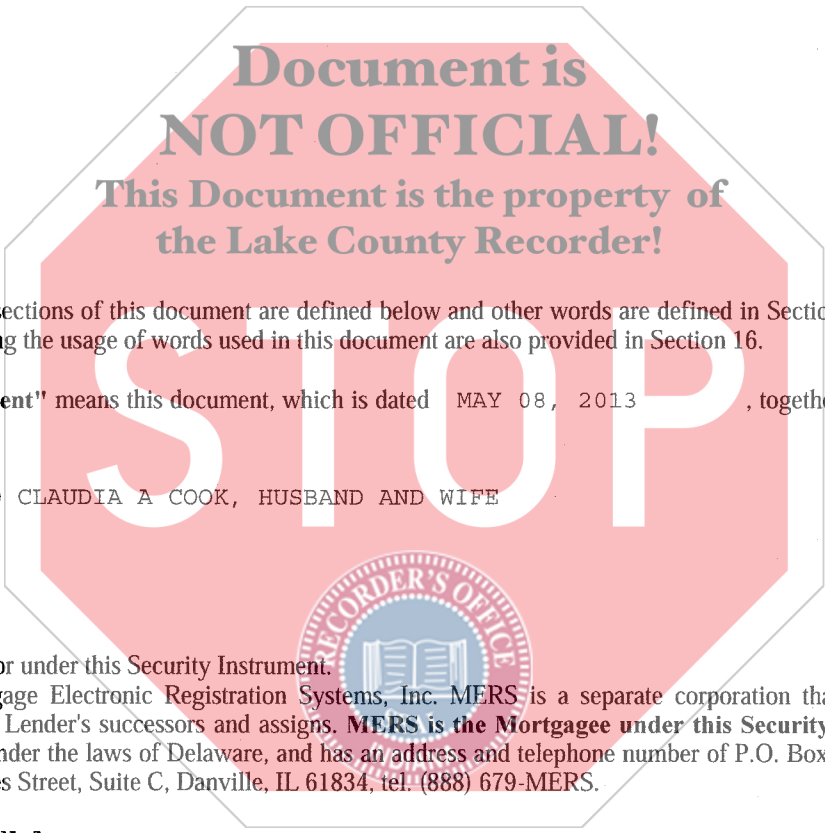 Document is
NOT OFFICIAL!
This Document is the property of
the Lake County Recorder!
ections of this document are defined below and other words are defined in Sectio
g the usage of words used in this document are also provided in Section 16.
ent" means this document, which is dated MAY 08, 2013 , togeth
CLAUDIA A COOK, HUSBAND AND WIFE
STOP
RECORDER'S OFFICE
or under this Security Instrument.
gage Electronic Registration Systems, Inc. MERS is a separate corporation tha
Lender's successors and assigns. MERS is the Mortgagee under this Security
nder the laws of Delaware, and has an address and telephone number of P.O. Box
s Street, Suite C, Danville, IL 61834, tel. (888) 679-MERS.
INDIANA